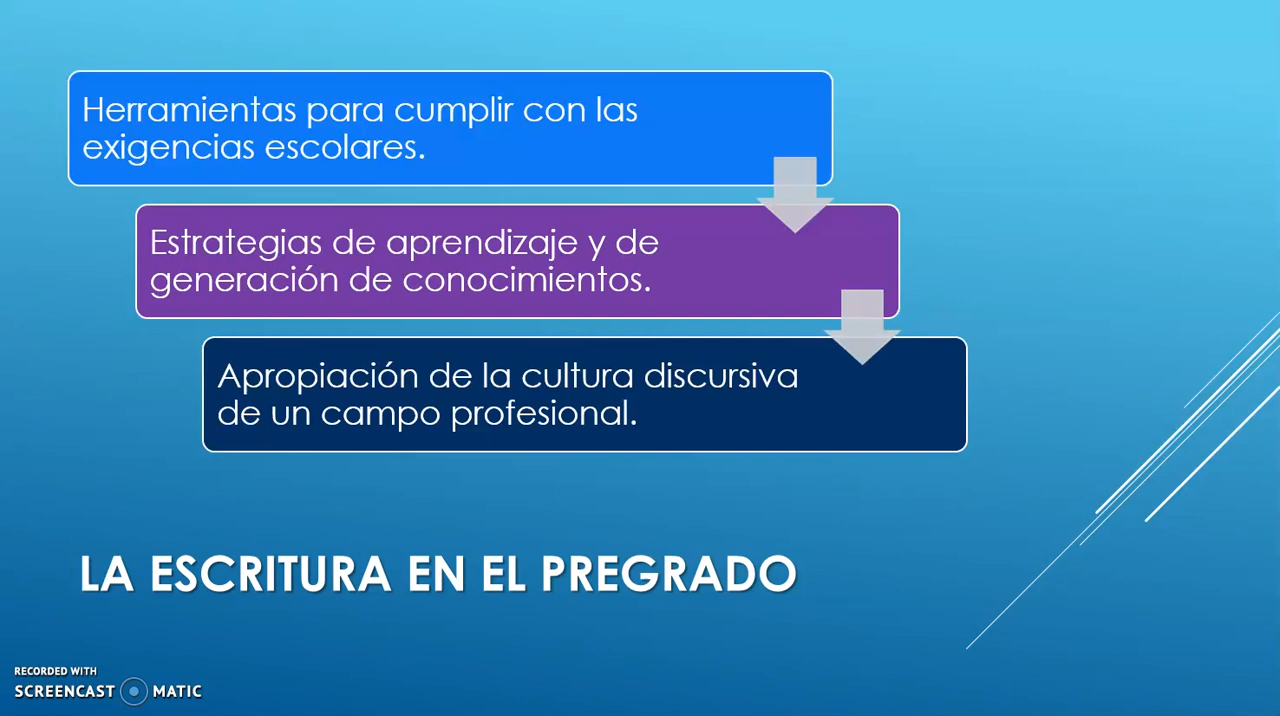 Herramientas para cumplir con las
exigencias escolares.
Estrategias de aprendizaje y de
generación de conocimientos.
Apropiación de la cultura discursiva
de un campo profesional.
LA ESCRITURA EN EL PREGRADO
RECORDED WITH
SCREENCAST MATIC